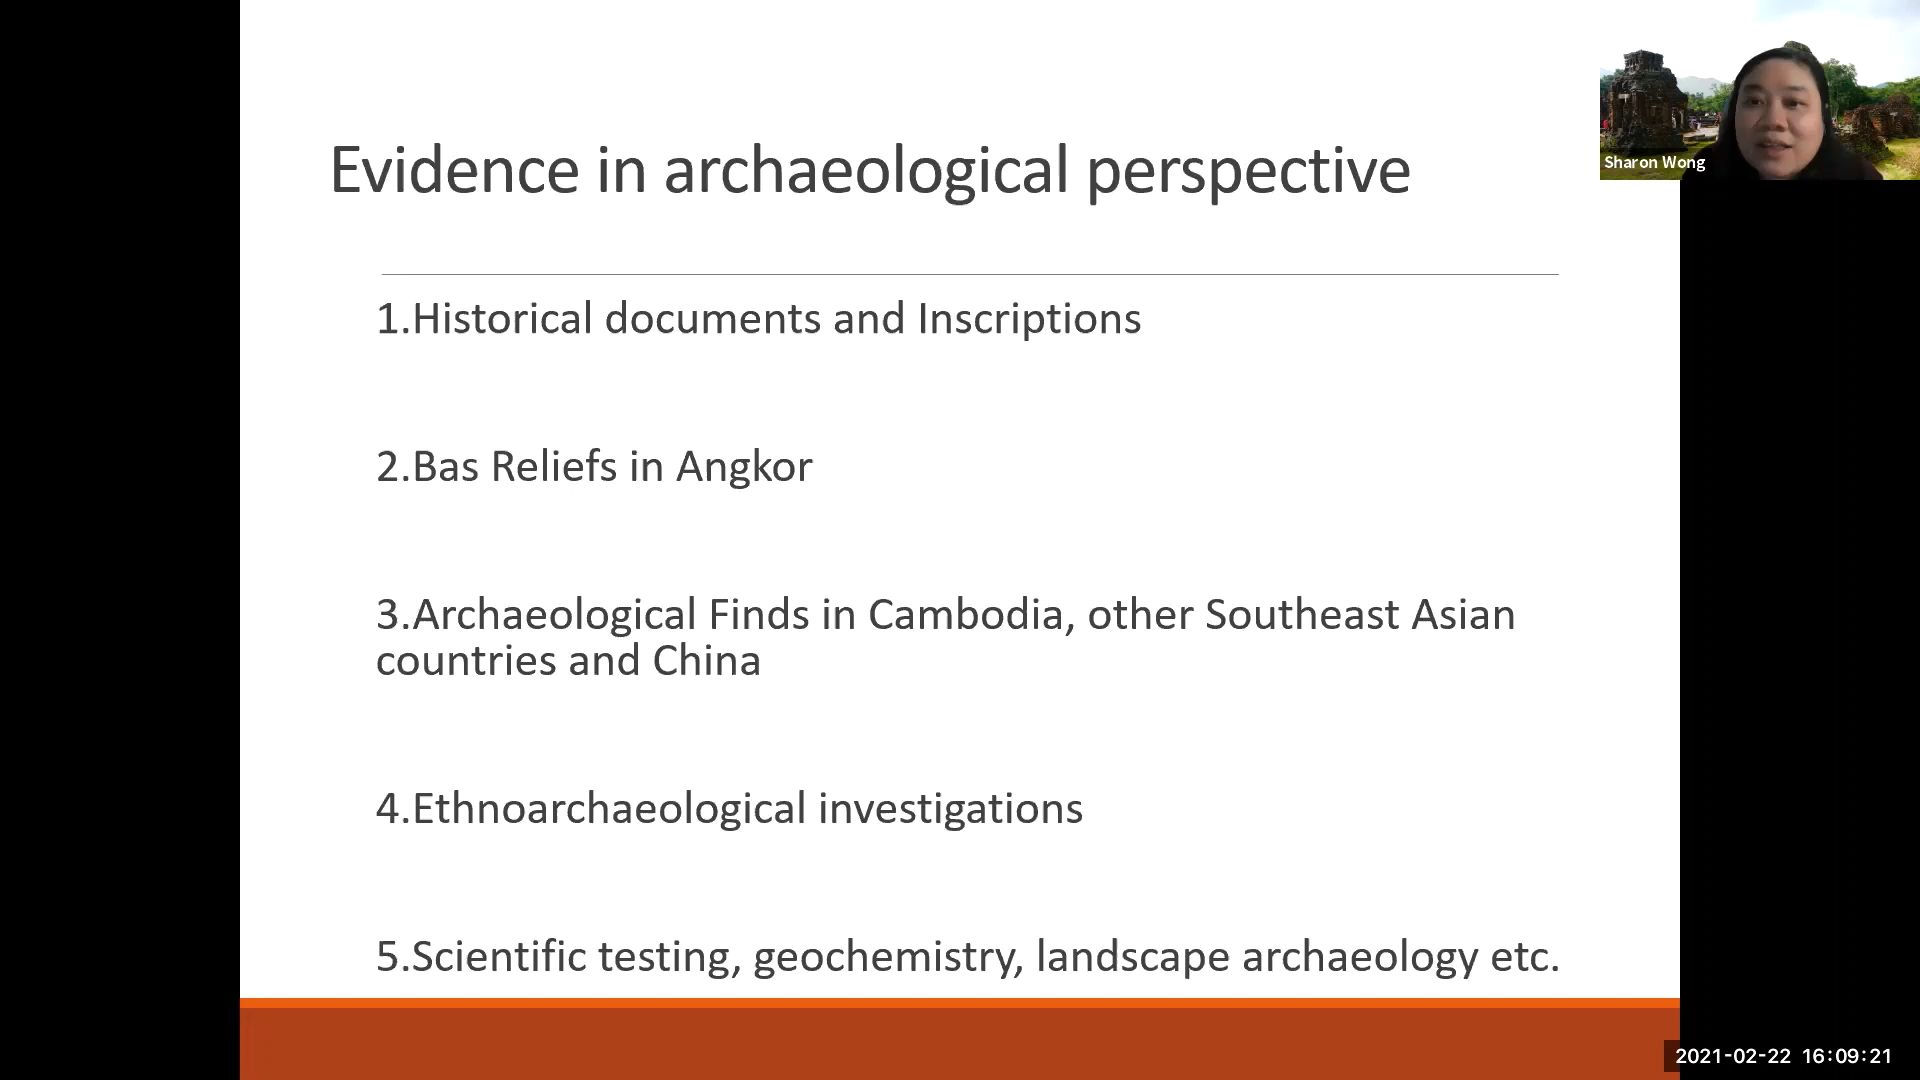 Evidence in archaeological perspective
Sharon Wong
1.Historical documents and Inscriptions
2.Bas Reliefs in Angkor
3.Archaeological Finds in Cambodia, other Southeast Asian
countries and China
4.Ethnoarchaeological investigations
5.Scientific testing, geochemistry, landscape archaeology etc.
2021-02-22 16:09:21